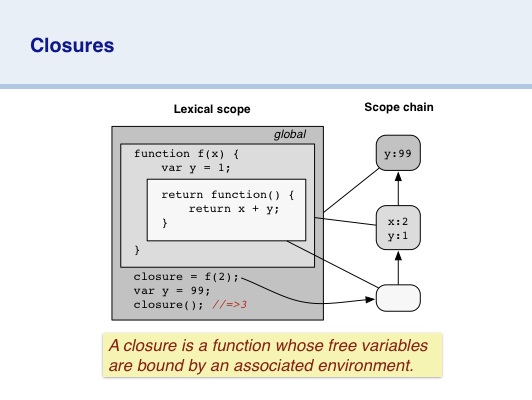 Closures
Lexical scope
Scope chain
global
function f(x) {
var y = 1;
return function() {
return x + y;
}
}
closure = f(2);
var y = 99;
closure(); //=>3
y:99
x:2
y:1
A closure is a function whose free variables
are bound by an associated environment.